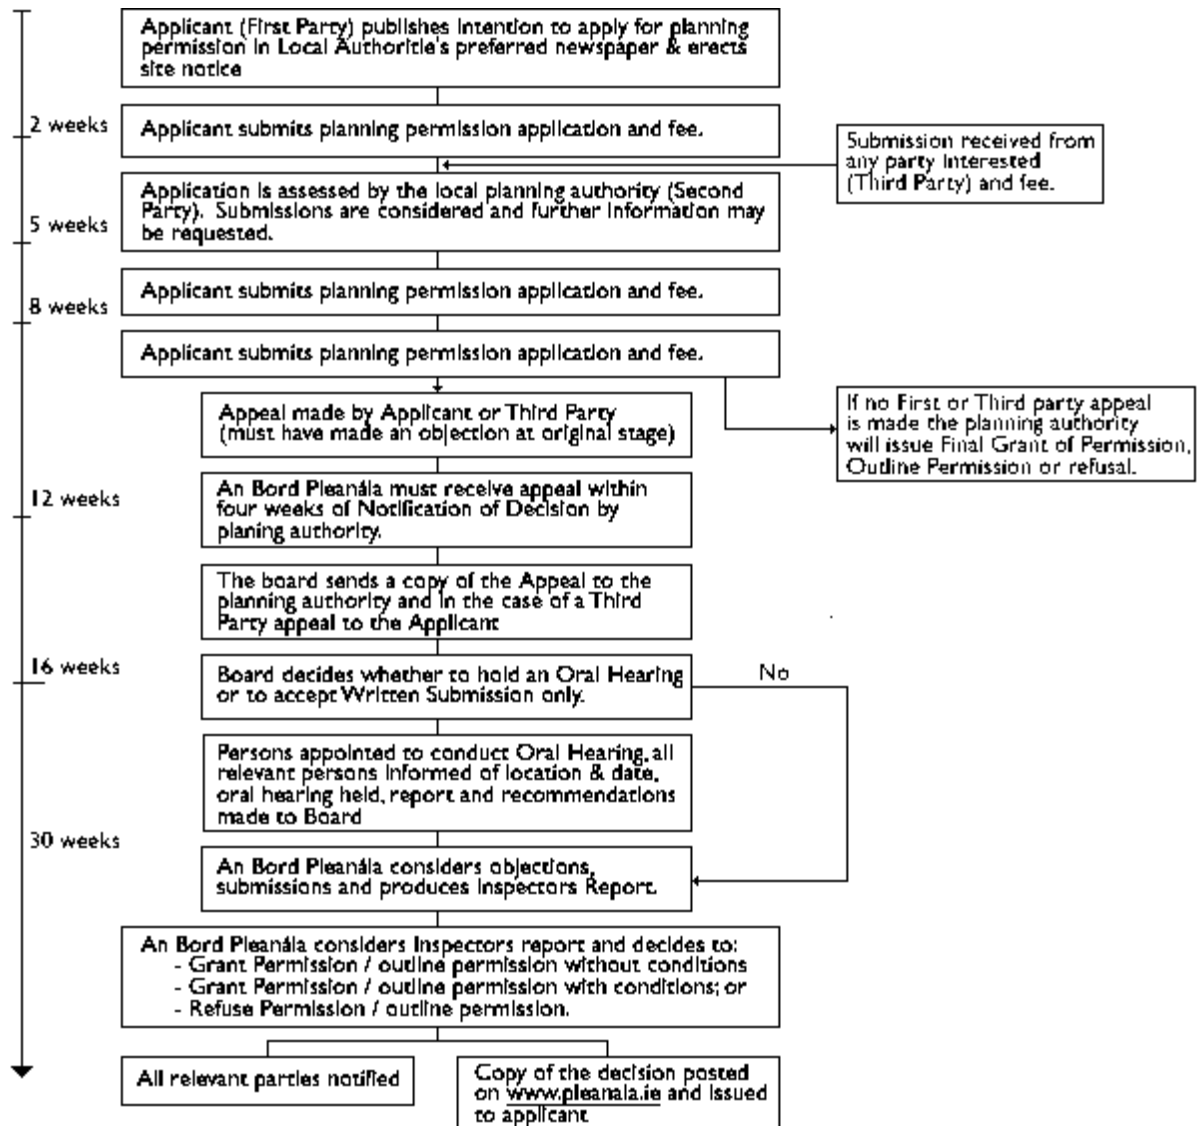 Applicant (First Party) publishes intention to apply for planning
permission in Local Authoritie's preferred newspaper & erects
site notice
2 weeks
Applicant submits planning permission application and fee.
Submission received from
any party interested
(Third Party) and fee.
Application is assessed by the local planning authority (Second
Party). Submissions are considered and further information may
be requested.
5 weeks
Applicant submits planning permission application and fee.
8 weeks
Applicant submits planning permission application and fee.
Appeal made by Applicant or Third Party
(must have made an objection at original stage)
If no First or Third party appeal
is made the planning authority
will issue Final Grant of Permission,
Outline Permission or refusal.
12 weeks
An Bord Pleanála must receive appeal within
four weeks of Notification of Decision by
planing authority.
The board sends a copy of the Appeal to the
planning authority and in the case of a Third
Party appeal to the Applicant
16 weeks
Board decides whether to hold an Oral Hearing
or to accept Written Submission only.
No
Persons appointed to conduct Oral Hearing, all
relevant persons informed of location & date,
oral hearing held, report and recommendations
made to Board
30 weeks
An Bord Pleanála considers objections,
submissions and produces Inspectors Report.
An Bord Pleanála considers Inspectors report and decides to:
- Grant Permission / outline permission without conditions
- Grant Permission / outline permission with conditions; or
- Refuse Permission / outline permission.
All relevant parties notified
Copy of the decision posted
on www.pleanala.ie and issued
to applicant